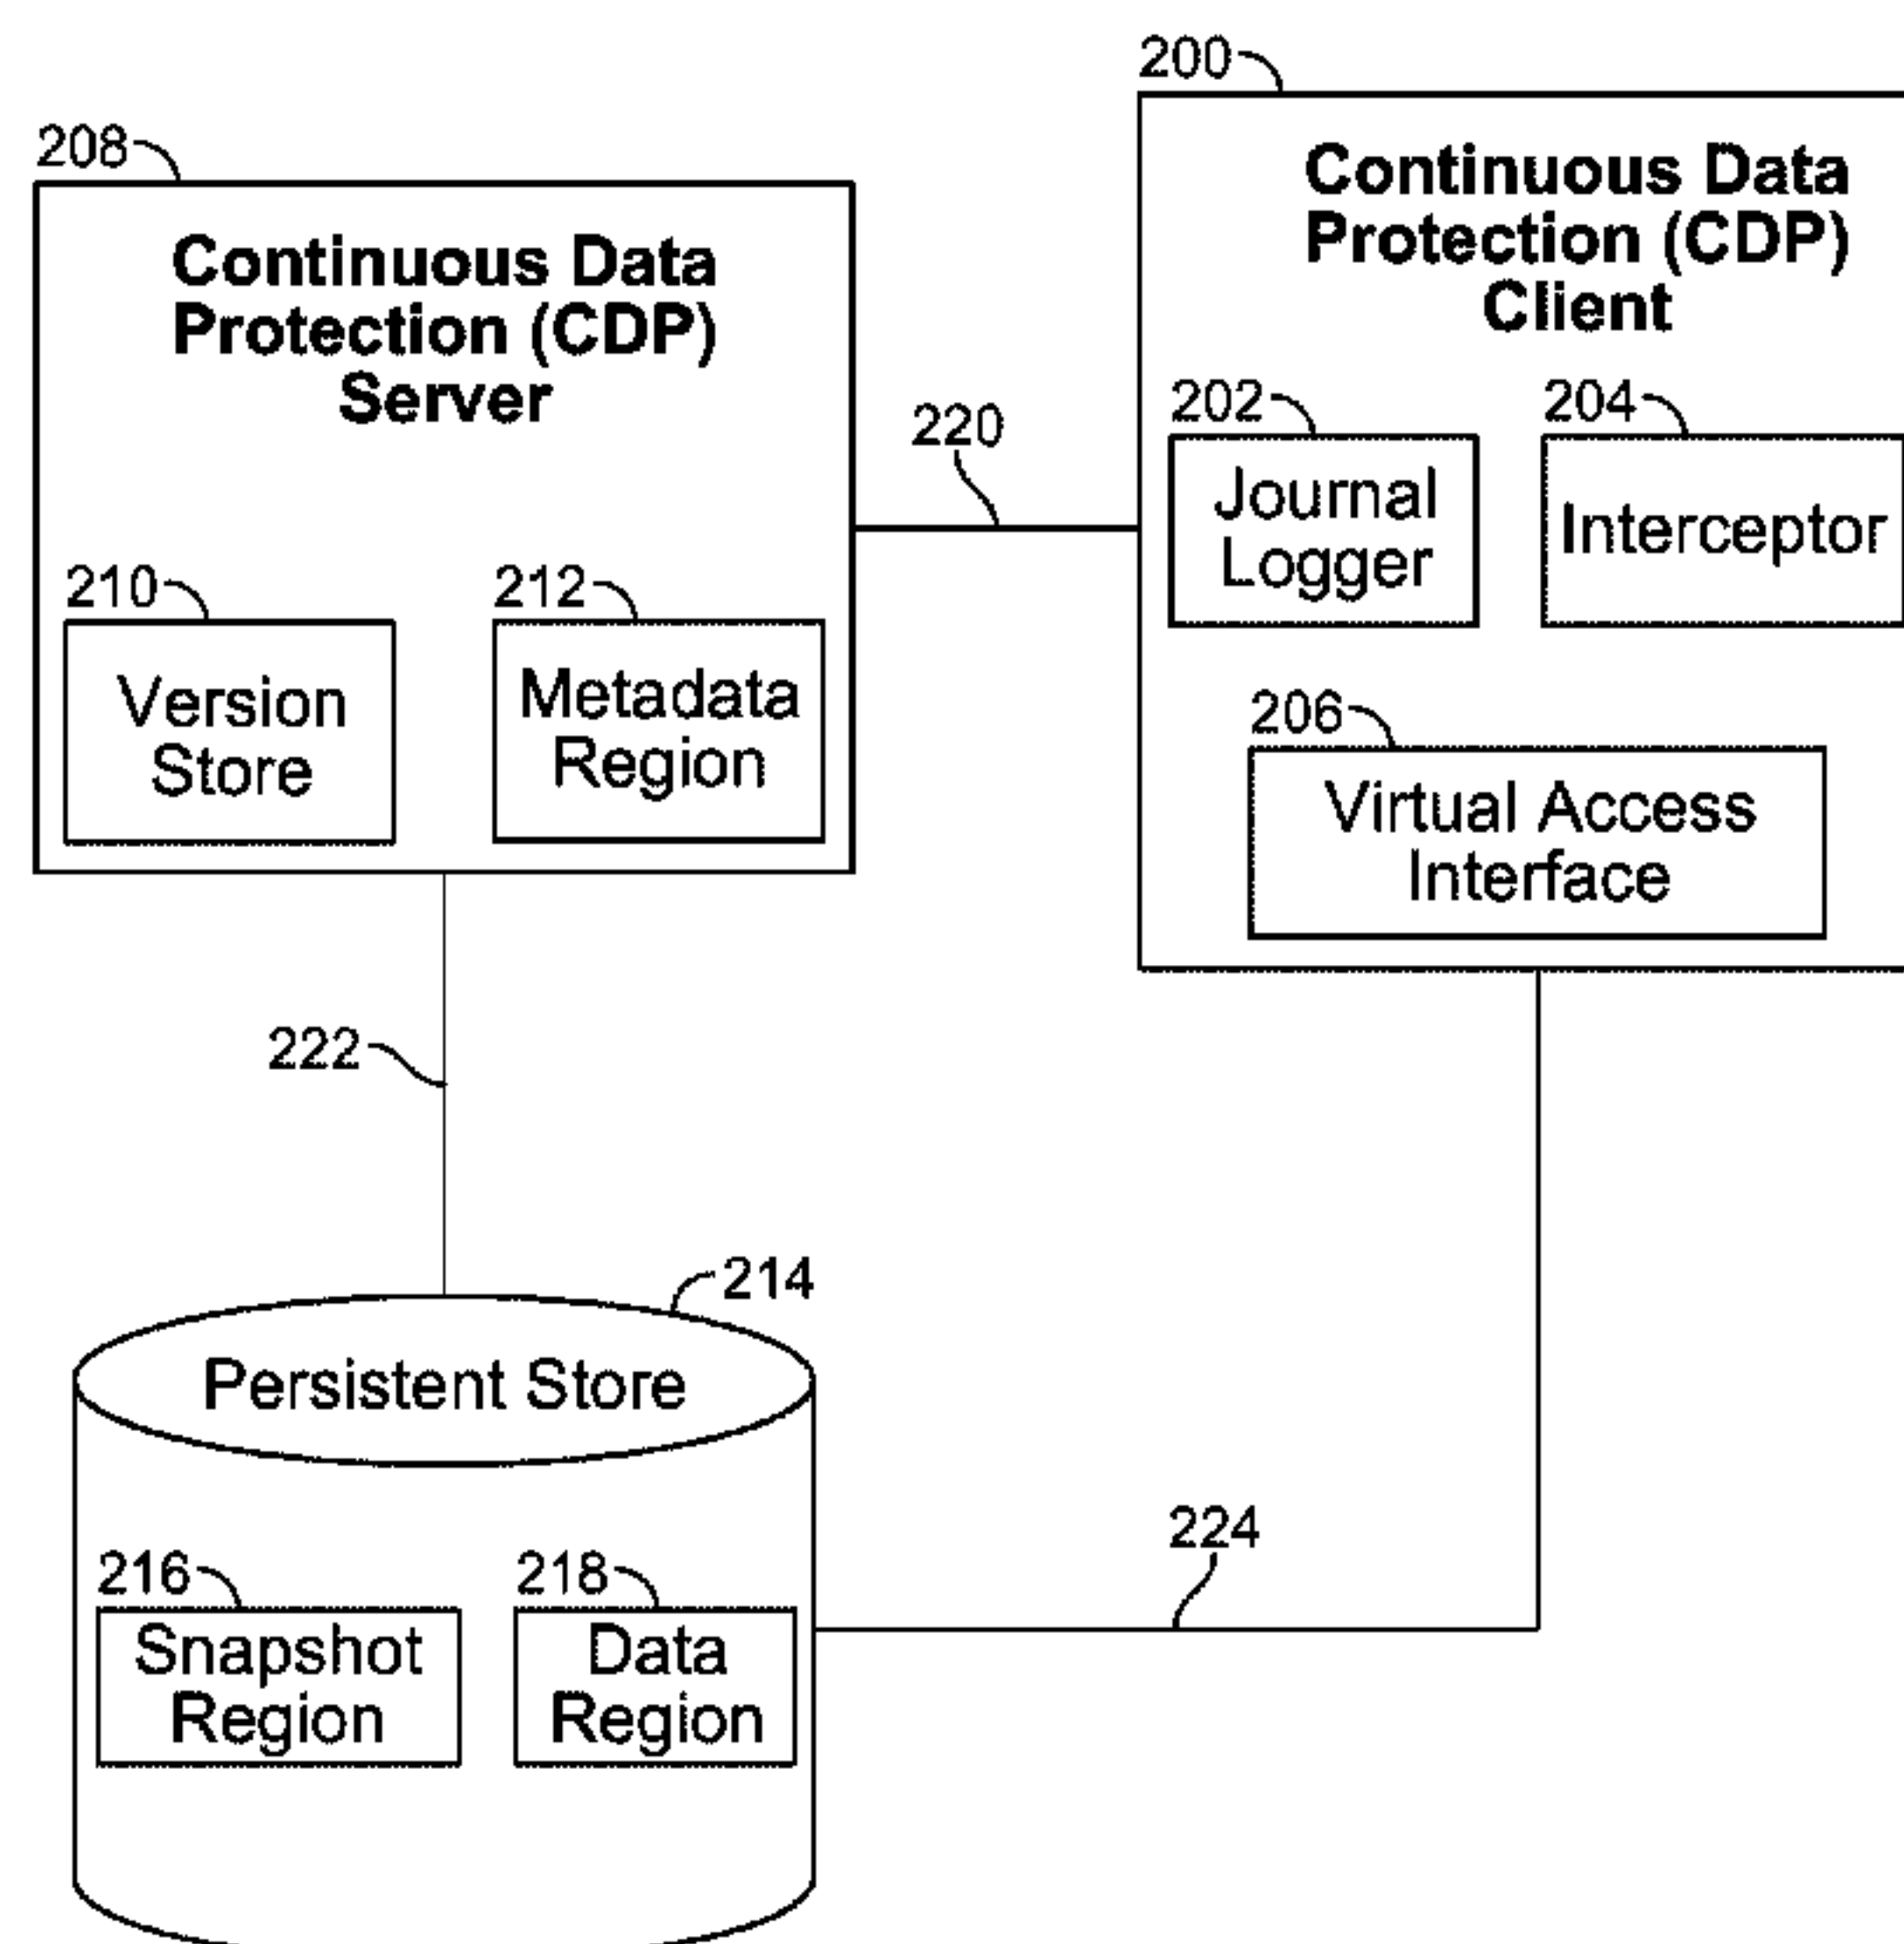 200
Continuous Data
Protection (CDP)
Client
202
204
Journal
Logger
Interceptor
206
Virtual Access
Interface
208
Continuous Data
Protection (CDP)
Server
220
210
212
Version
Store
Metadata
Region
222
214
Persistent Store
216
218
Snapshot
Region
Data
Region
224